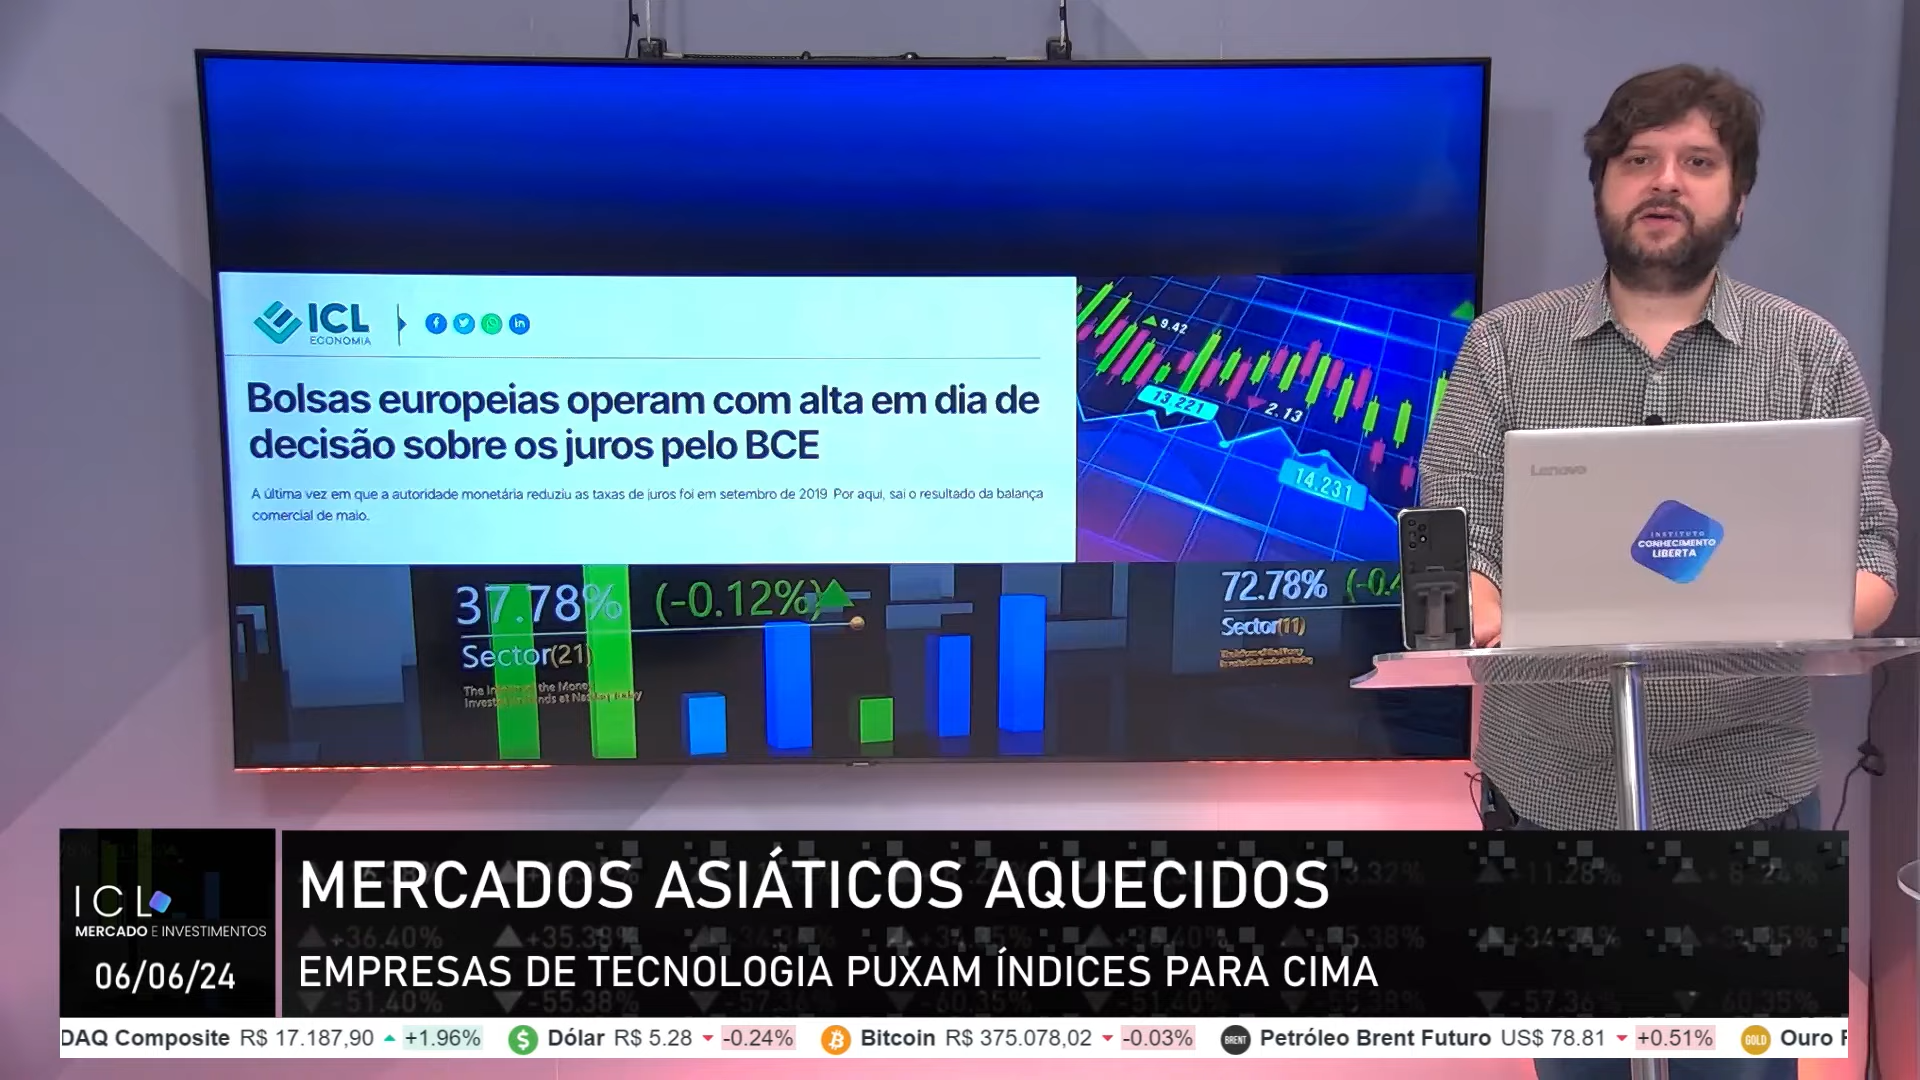 ICL
ECONOMIA
Bolsas europeias operam com alta em dia de
decisão sobre os juros pelo BCE
A última vez em que a autoridade monetária reduziu as taxas de juros foi em setembro de 2019. Por aqui, sai o resultado da balança
comercial de maio.
9.42
13.221
2.13
14.231
37.78% (-0.12%)
Sector(21)
72.78% (-0.4
Sector(11)
Lenovo
INSTITUTO
CONHECIMENTO
LIBERTA
ICL
MERCADO E INVESTIMENTOS
06/06/24
MERCADOS ASIÁTICOS AQUECIDOS
EMPRESAS DE TECNOLOGIA PUXAM ÍNDICES PARA CIMA
DAQ Composite R$ 17.187,90 +1.96% Dólar R$ 5.28 -0.24% Bitcoin R$ 375.078,02 -0.03% BRENT Petróleo Brent Futuro US$ 78.81 +0.51% GOLD Ouro F